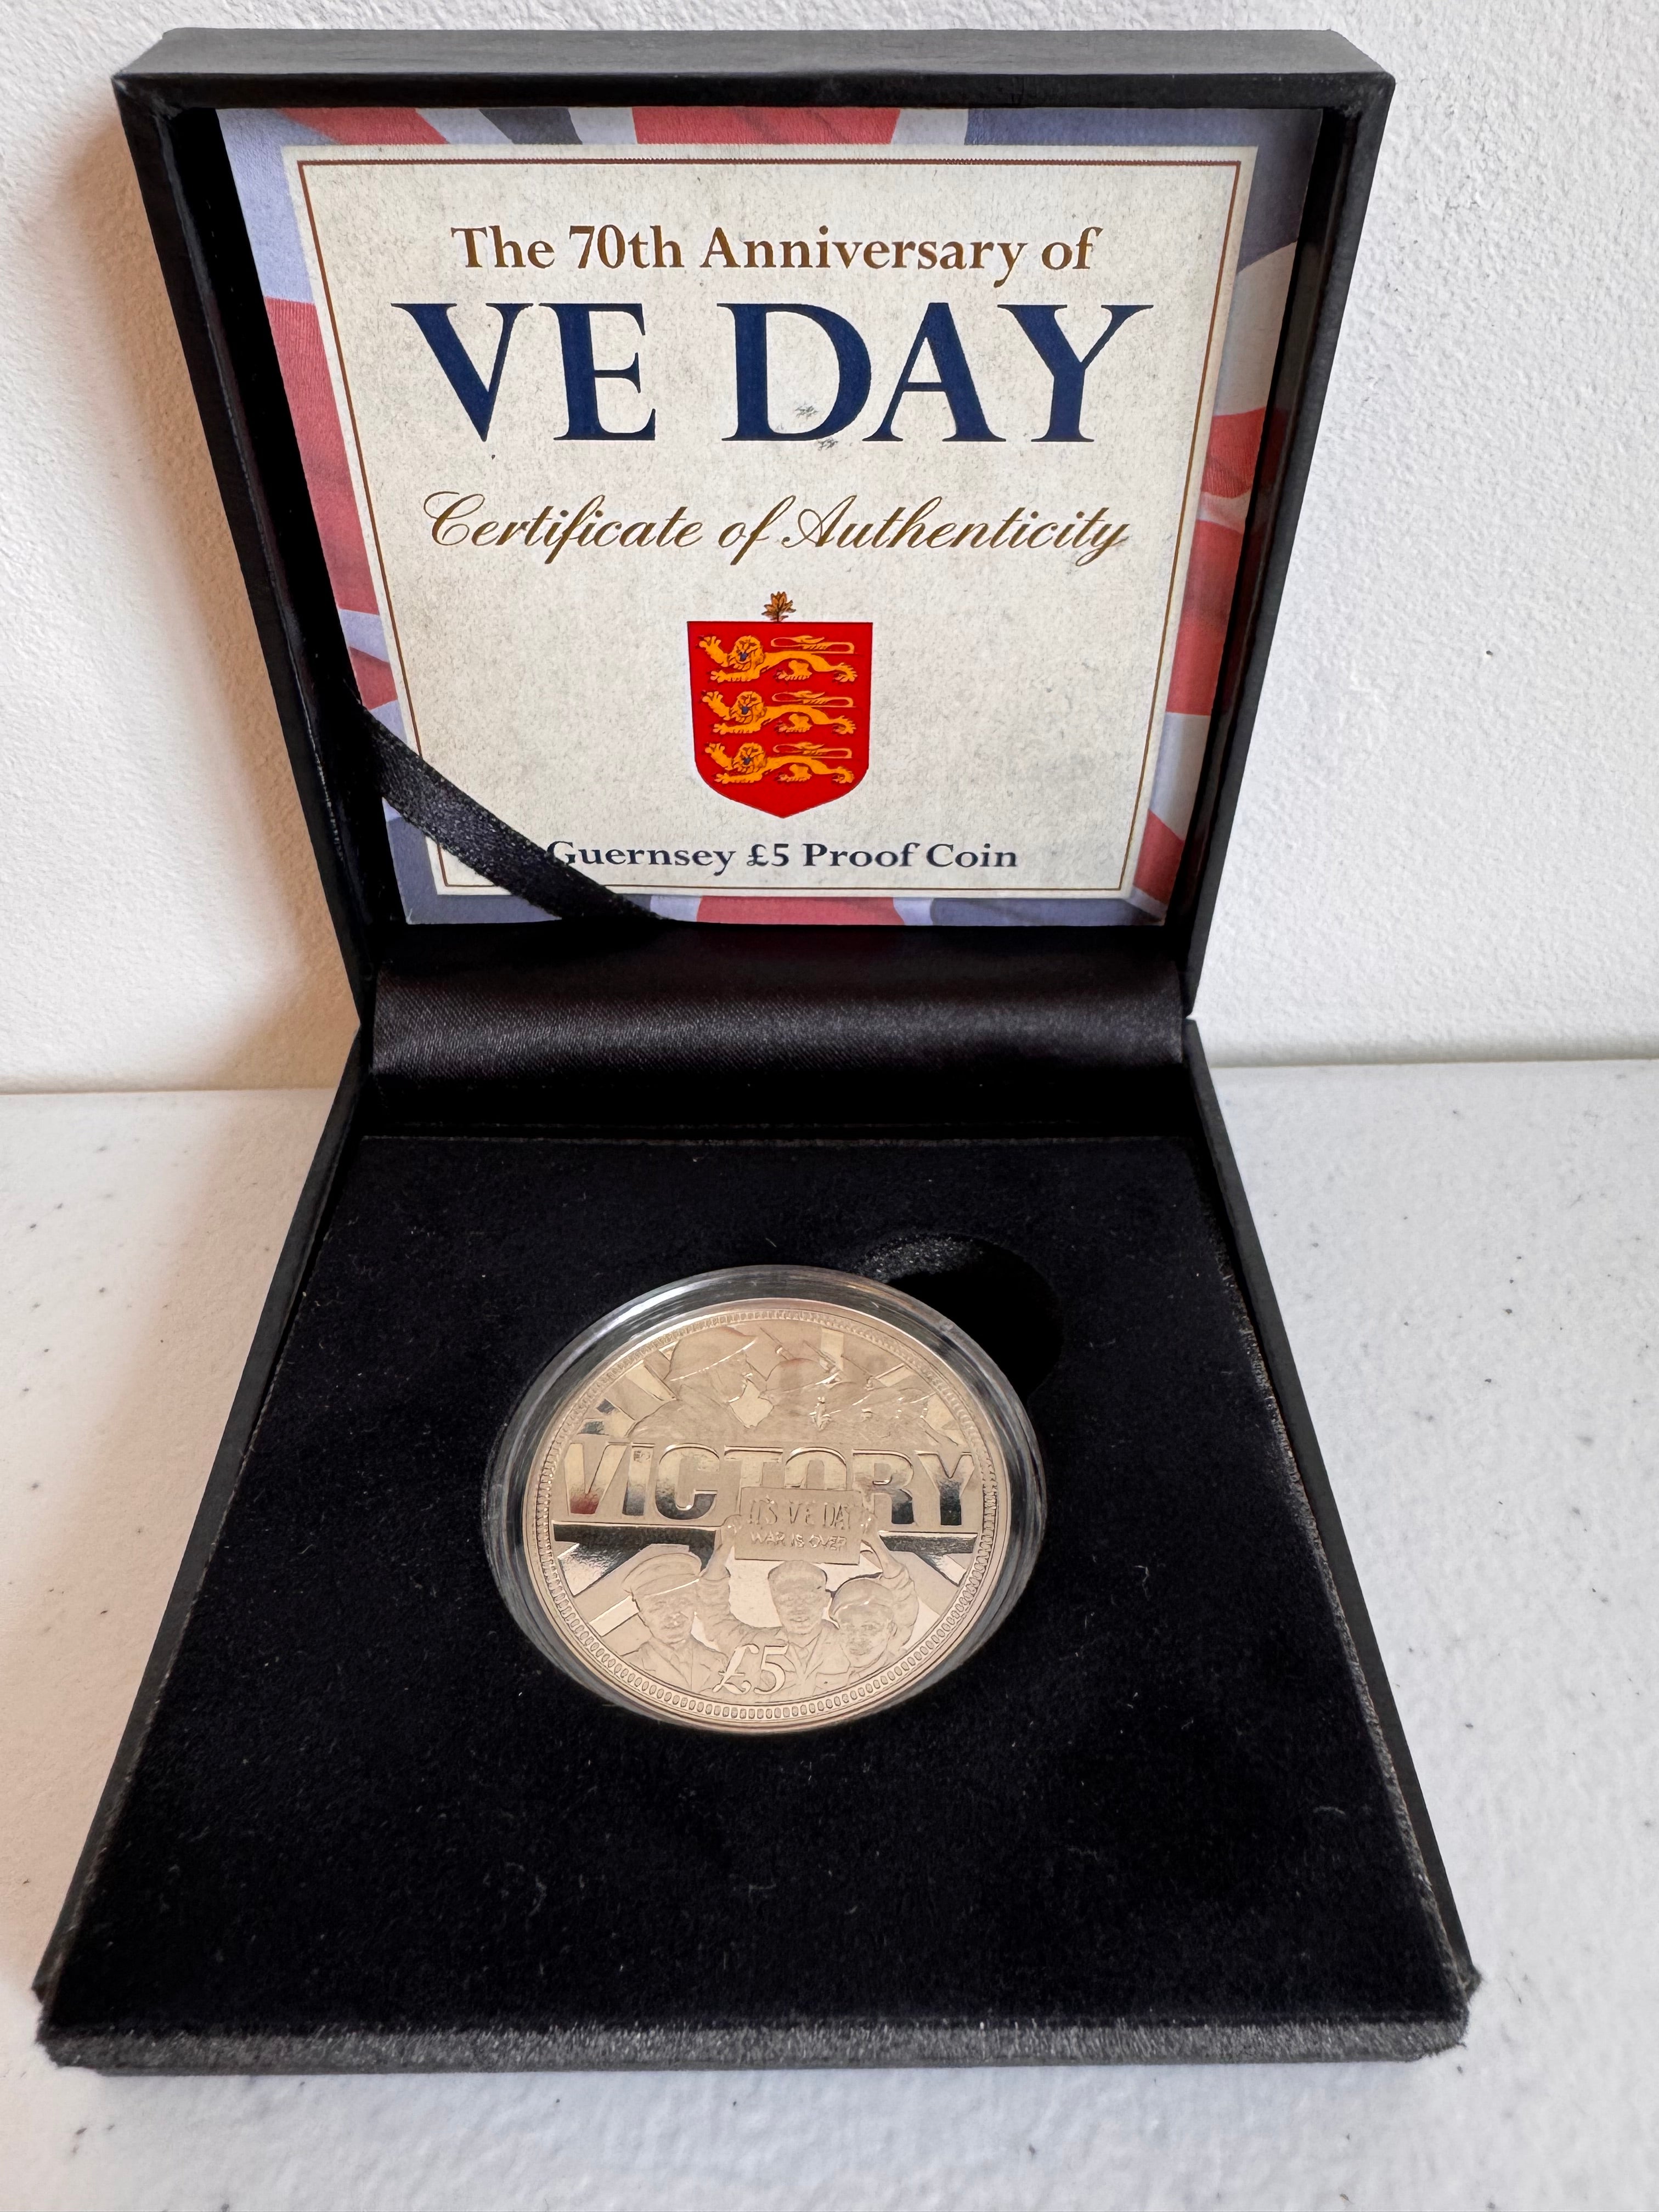 The 70th Anniversary of
VE DAY
Certificate of Authenticity
Guernsey £5 Proof Coin
VICTORY
IT'S VE DAY
WAR IS OVER
£5